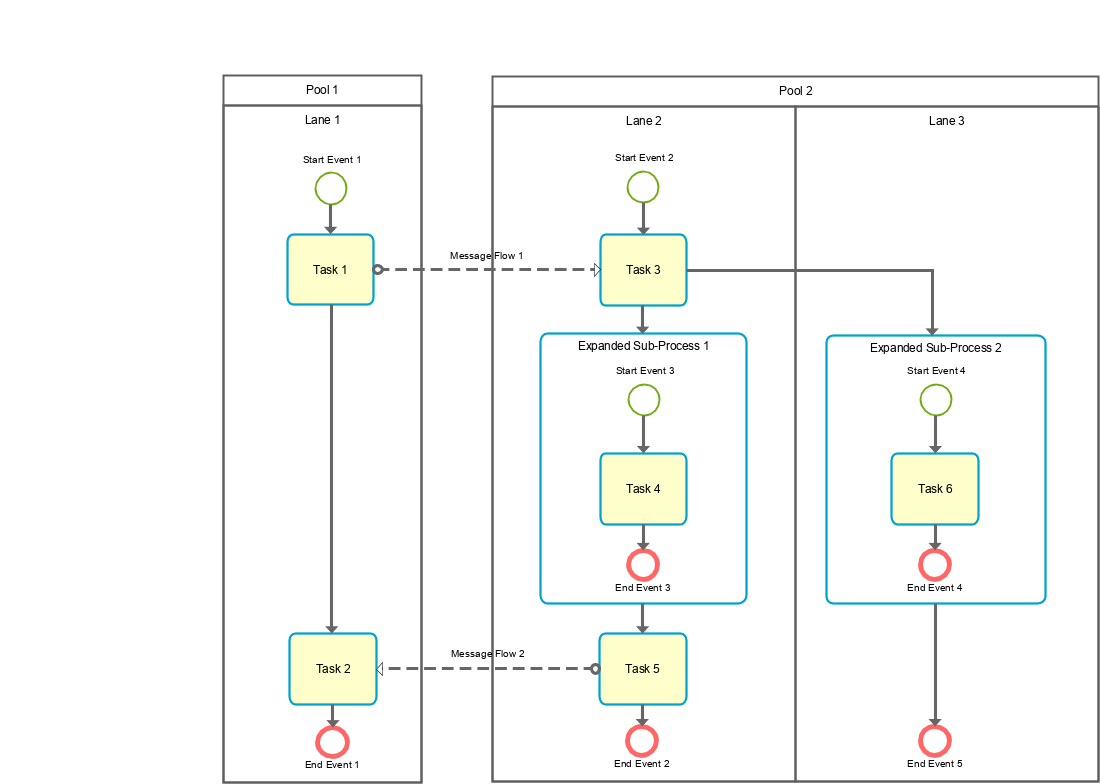 Pool 1
Pool 2
Lane 1
Lane 2
Lane 3
Start Event 1
Start Event 2
Message Flow 1
Task 1
Task 3
Expanded Sub-Process 1
Expanded Sub-Process 2
Start Event 3
Start Event 4
Task 4
Task 6
End Event 3
End Event 4
Message Flow 2
Task 2
Task 5
End Event 1
End Event 2
End Event 5